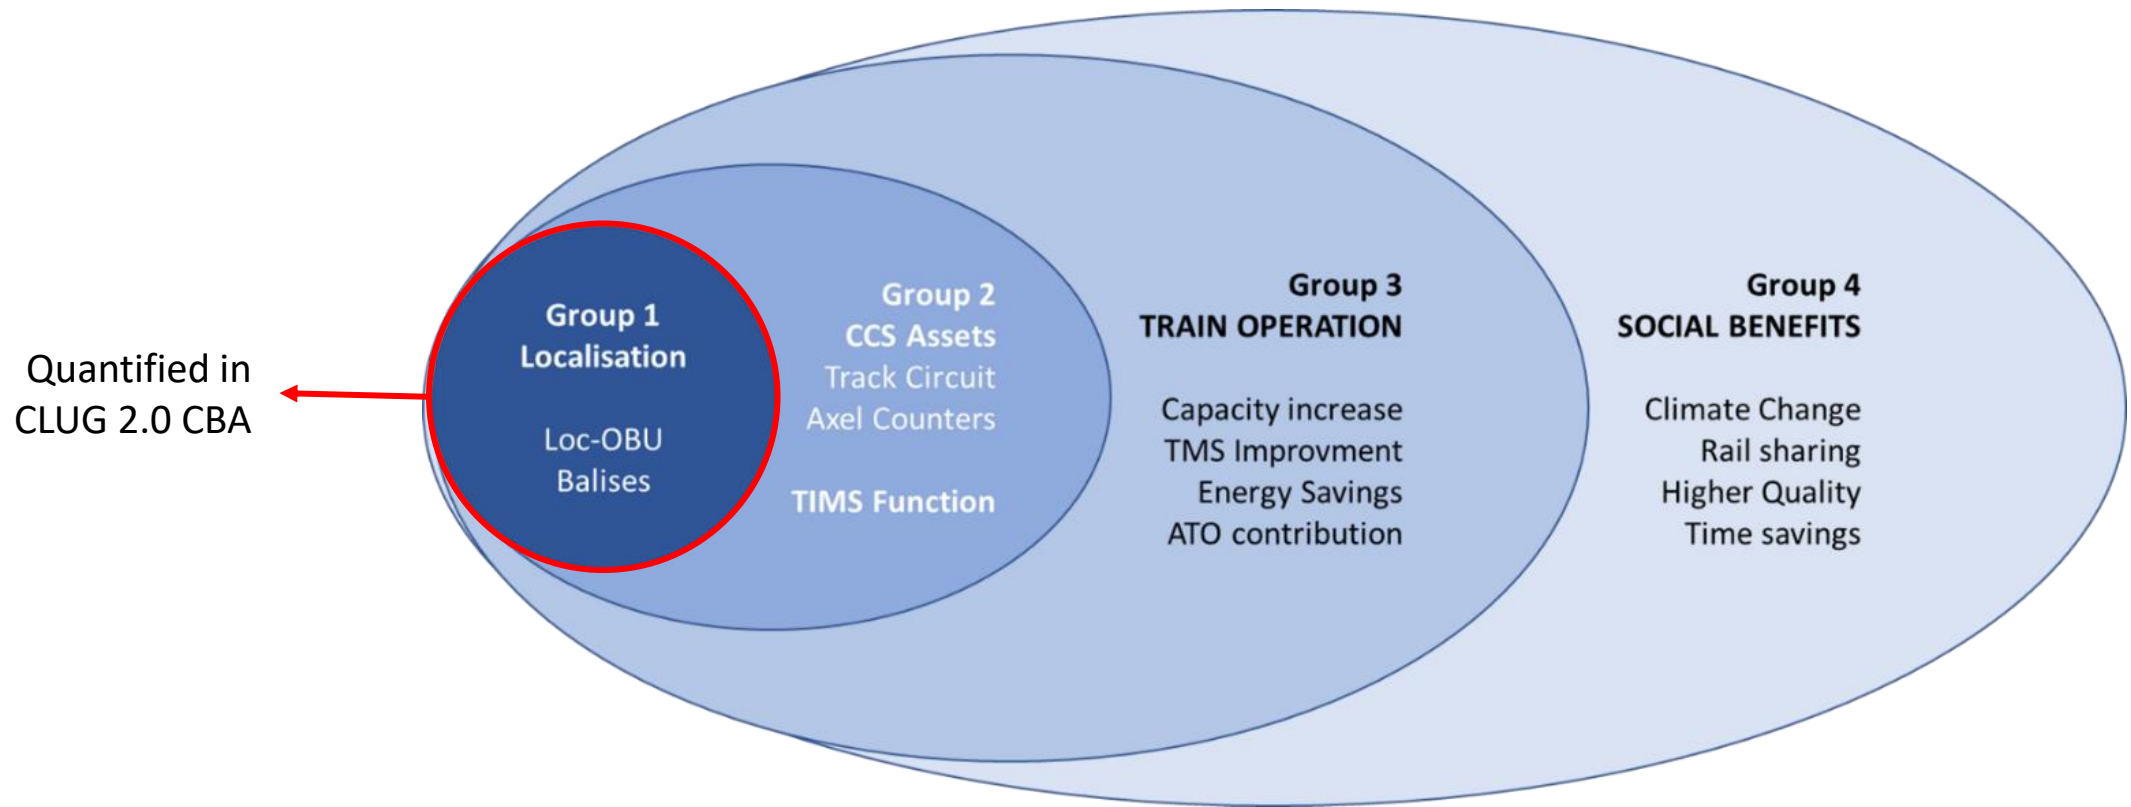 Quantified in
CLUG 2.0 CBA
Group 1
Localisation
Loc-OBU
Balises
Group 2
CCS Assets
Track Circuit
Axel Counters
TIMS Function
Group 3
TRAIN OPERATION
Capacity increase
TMS Improvment
Energy Savings
ATO contribution
Group 4
SOCIAL BENEFITS
Climate Change
Rail sharing
Higher Quality
Time savings